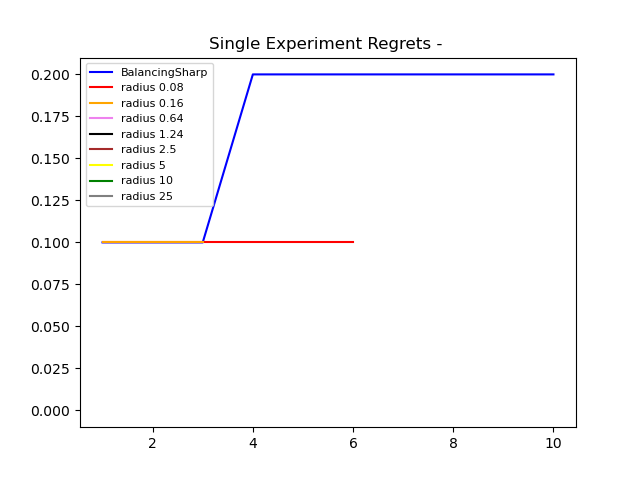 Single Experiment Regrets -
0.200
0.175
0.150
0.125
0.100
0.075
0.050
0.025
0.000
BalancingSharp
radius 0.08
radius 0.16
radius 0.64
radius 1.24
radius 2.5
radius 5
radius 10
radius 25
2
4
6
8
10